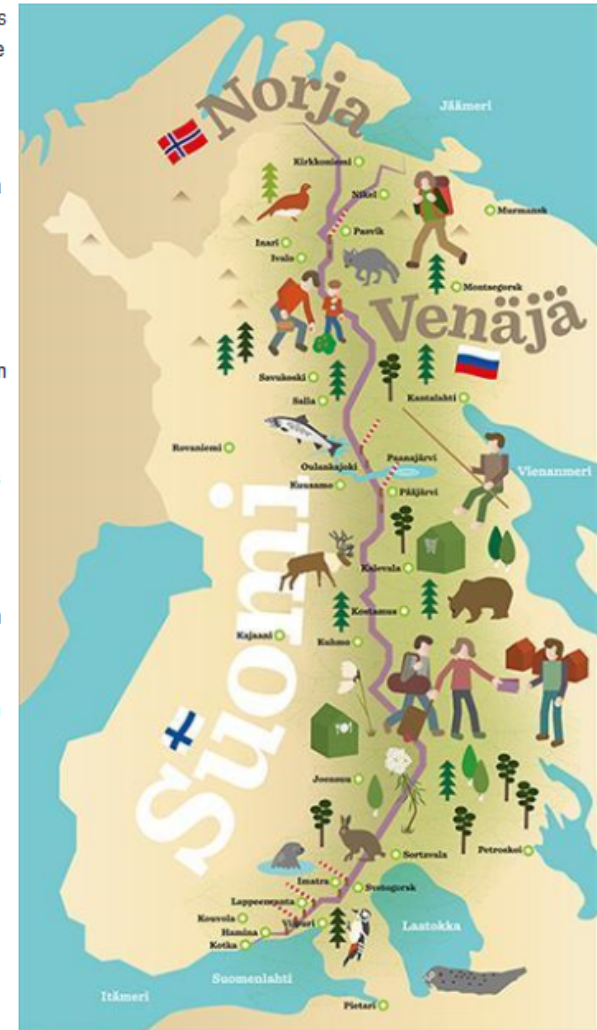 Norja
Jäämeri
Kirkkoniemi
Nikel
Murmansk
Pasvik
Inari
Ivalo
Montsegorsk
Venäjä
Savukoski
Salla
Kantalahti
Rovaniemi
Oulankajoki
Paanajärvi
Vienanmeri
Kuusamo
Pääjärvi
Suomi
Kalevala
Kostamus
Kajaani
Kuhmo
Joensuu
Sortavala
Petroskoi
Imatra
Svetogorsk
Lappeenranta
Kouvola
Viipuri
Hamina
Laatokka
Kotka
Suomenlahti
Itämeri
Pietari